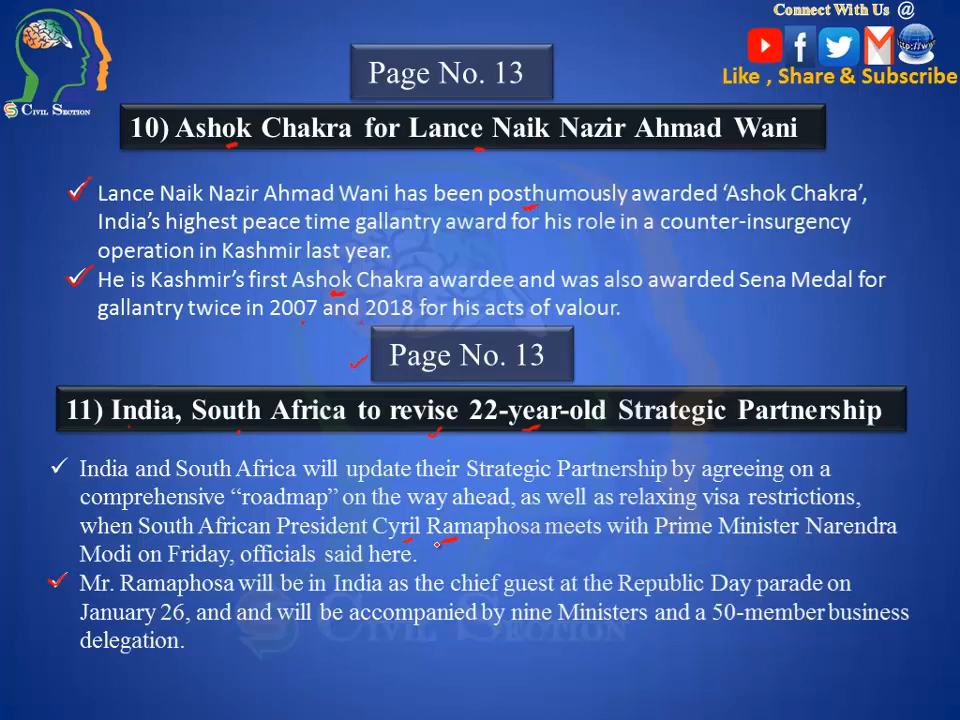 Connect With Us @
Like , Share & Subscribe
CIVIL SECTION
Page No. 13
10) Ashok Chakra for Lance Naik Nazir Ahmad Wani
Lance Naik Nazir Ahmad Wani has been posthumously awarded ‘Ashok Chakra’,
India’s highest peace time gallantry award for his role in a counter-insurgency
operation in Kashmir last year.
He is Kashmir’s first Ashok Chakra awardee and was also awarded Sena Medal for
gallantry twice in 2007 and 2018 for his acts of valour.
Page No. 13
11) India, South Africa to revise 22-year-old Strategic Partnership
India and South Africa will update their Strategic Partnership by agreeing on a
comprehensive “roadmap” on the way ahead, as well as relaxing visa restrictions,
when South African President Cyril Ramaphosa meets with Prime Minister Narendra
Modi on Friday, officials said here.
Mr. Ramaphosa will be in India as the chief guest at the Republic Day parade on
January 26, and and will be accompanied by nine Ministers and a 50-member business
delegation.
CIVIL SECTION